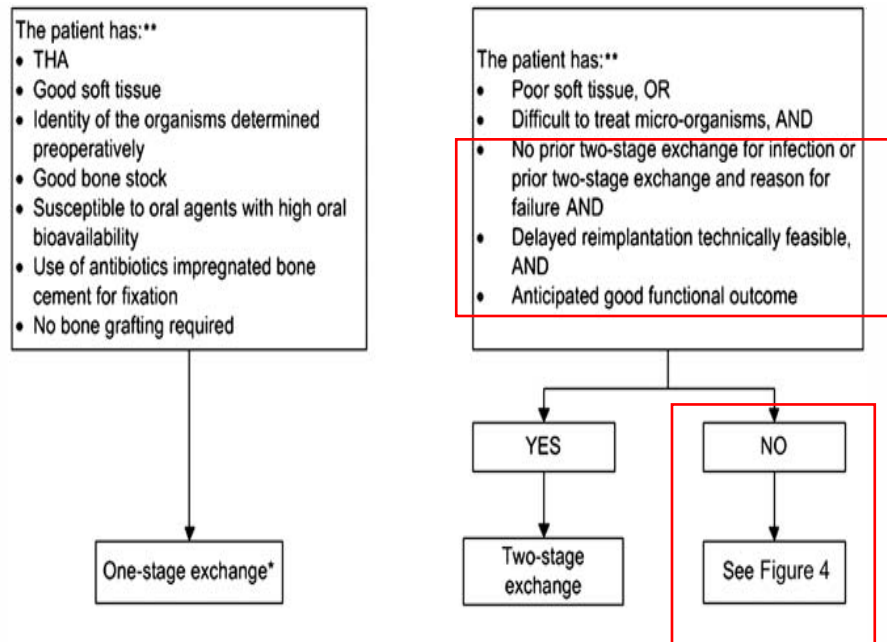 The patient has:**
• THA
• Good soft tissue
• Identity of the organisms determined
preoperatively
• Good bone stock
• Susceptible to oral agents with high oral
bioavailability
• Use of antibiotics impregnated bone
cement for fixation
• No bone grafting required
One-stage exchange*
The patient has:**
• Poor soft tissue, OR
• Difficult to treat micro-organisms, AND
• No prior two-stage exchange for infection or
prior two-stage exchange and reason for
failure AND
• Delayed reimplantation technically feasible,
AND
• Anticipated good functional outcome
YES
NO
Two-stage
exchange
See Figure 4